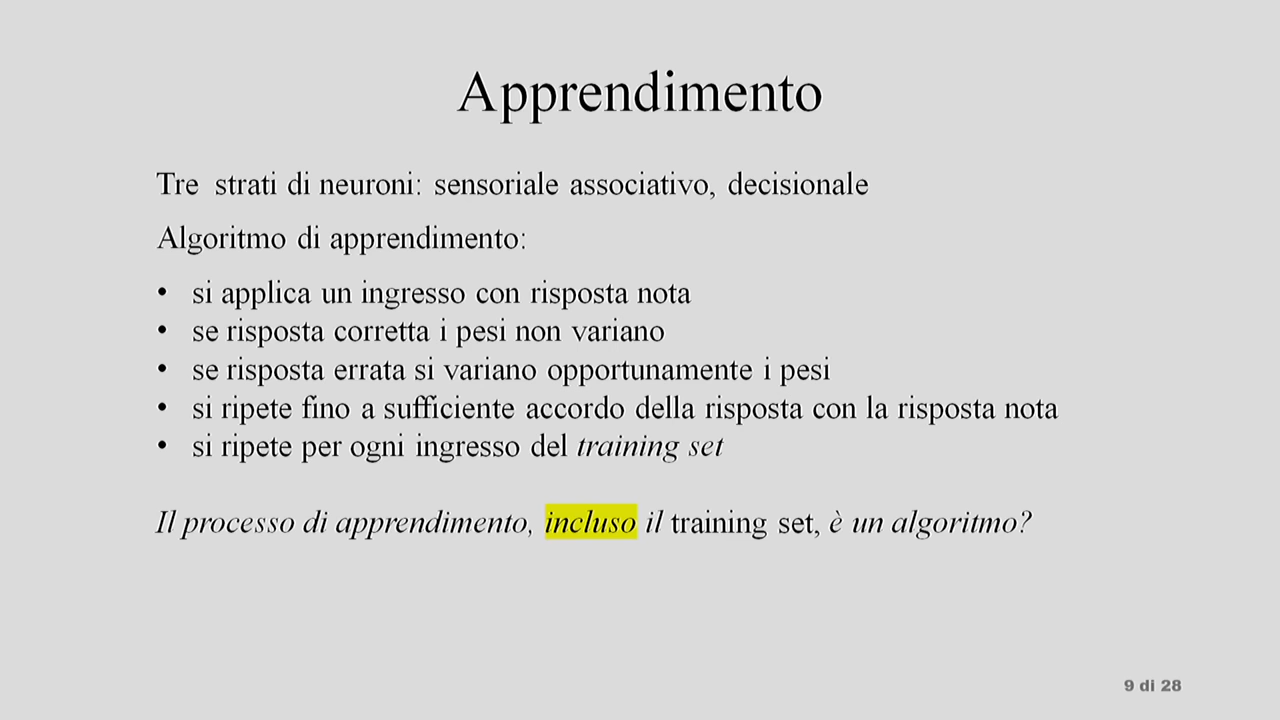 Apprendimento
Tre strati di neuroni: sensoriale associativo, decisionale
Algoritmo di apprendimento:
• si applica un ingresso con risposta nota
• se risposta corretta i pesi non variano
• se risposta errata si variano opportunamente i pesi
• si ripete fino a sufficiente accordo della risposta con la risposta nota
• si ripete per ogni ingresso del training set
Il processo di apprendimento, incluso il training set, è un algoritmo?
9 di 28